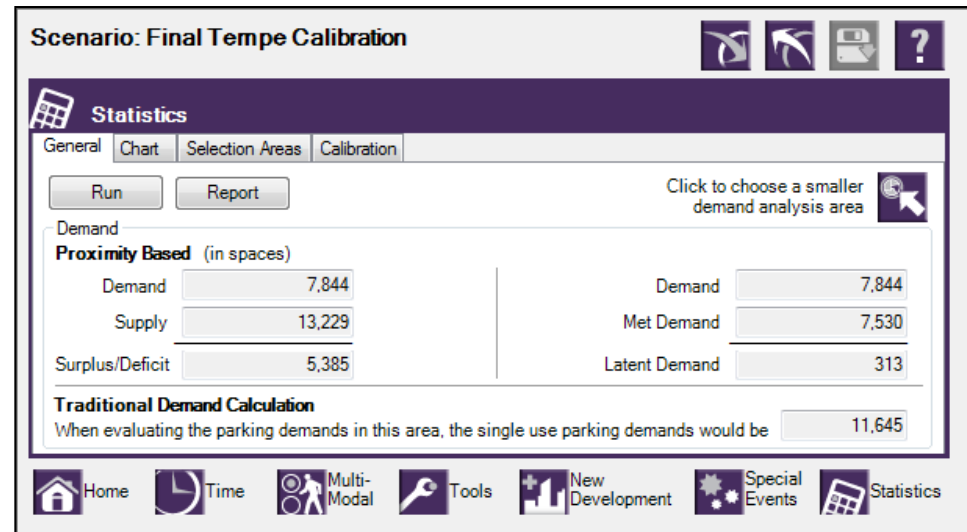 Scenario: Final Tempe Calibration
?
Statistics
General Chart Selection Areas Calibration
Run Report
Click to choose a smaller
demand analysis area
Demand
Proximity Based (in spaces)
Demand 7,844 Demand 7,844
Supply 13,229 Met Demand 7,530
Surplus/Deficit 5,385 Latent Demand 313
Traditional Demand Calculation
When evaluating the parking demands in this area, the single use parking demands would be 11,645
Home Time Multi-
Modal Tools New
Development Special
Events Statistics